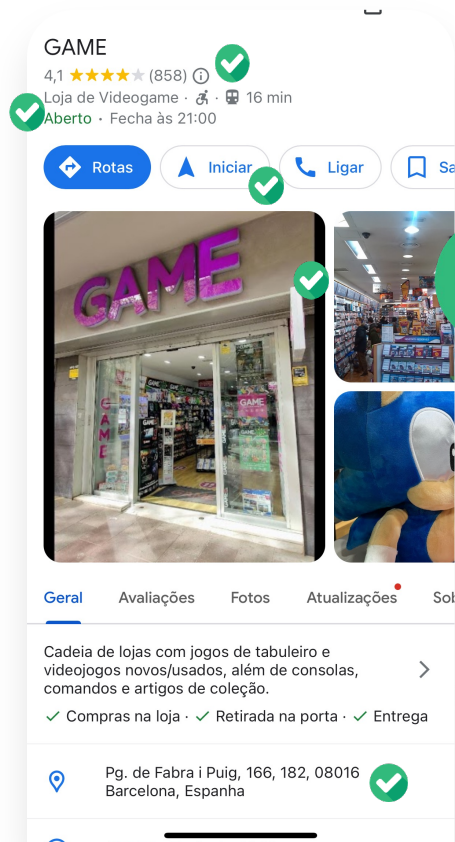 GAME
4,1 (858)
Loja de Videogame · 16 min
Aberto · Fecha às 21:00
Rotas
Iniciar
Ligar
Sa
GAME
GAME
GAME
GAME
Geral
Avaliações
Fotos
Atualizações
Sob
Cadeia de lojas com jogos de tabuleiro e
videojogos novos/usados, além de consolas,
comandos e artigos de coleção.
Compras na loja · Retirada na porta · Entrega
Pg. de Fabra i Puig, 166, 182, 08016
Barcelona, Espanha